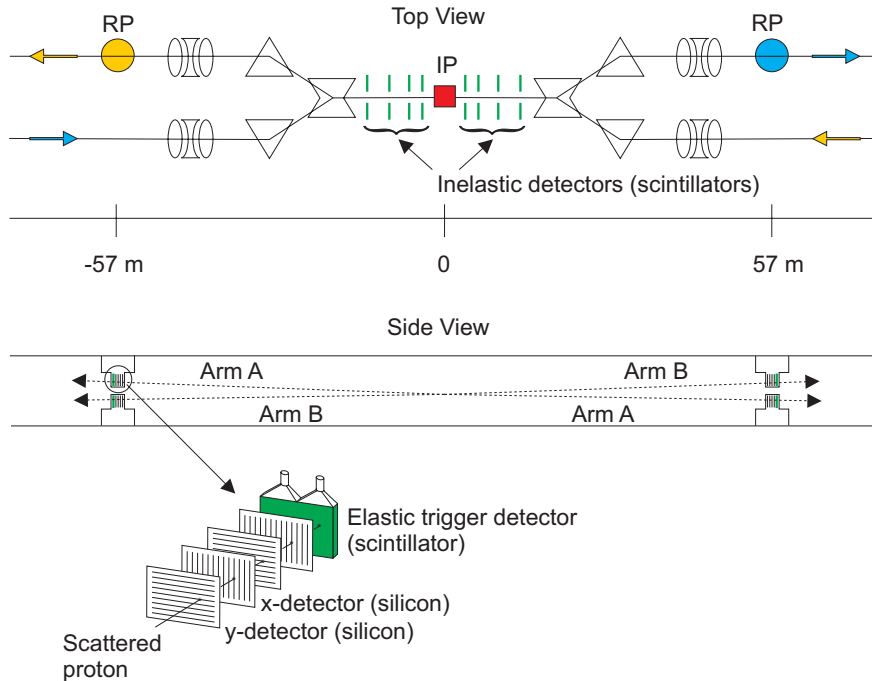 Top View
RP
RP
IP
Inelastic detectors (scintillators)
-57 m
0
57 m
Side View
Arm A
Arm B
Arm B
Arm A
Elastic trigger detector
(scintillator)
x-detector (silicon)
y-detector (silicon)
Scattered
proton